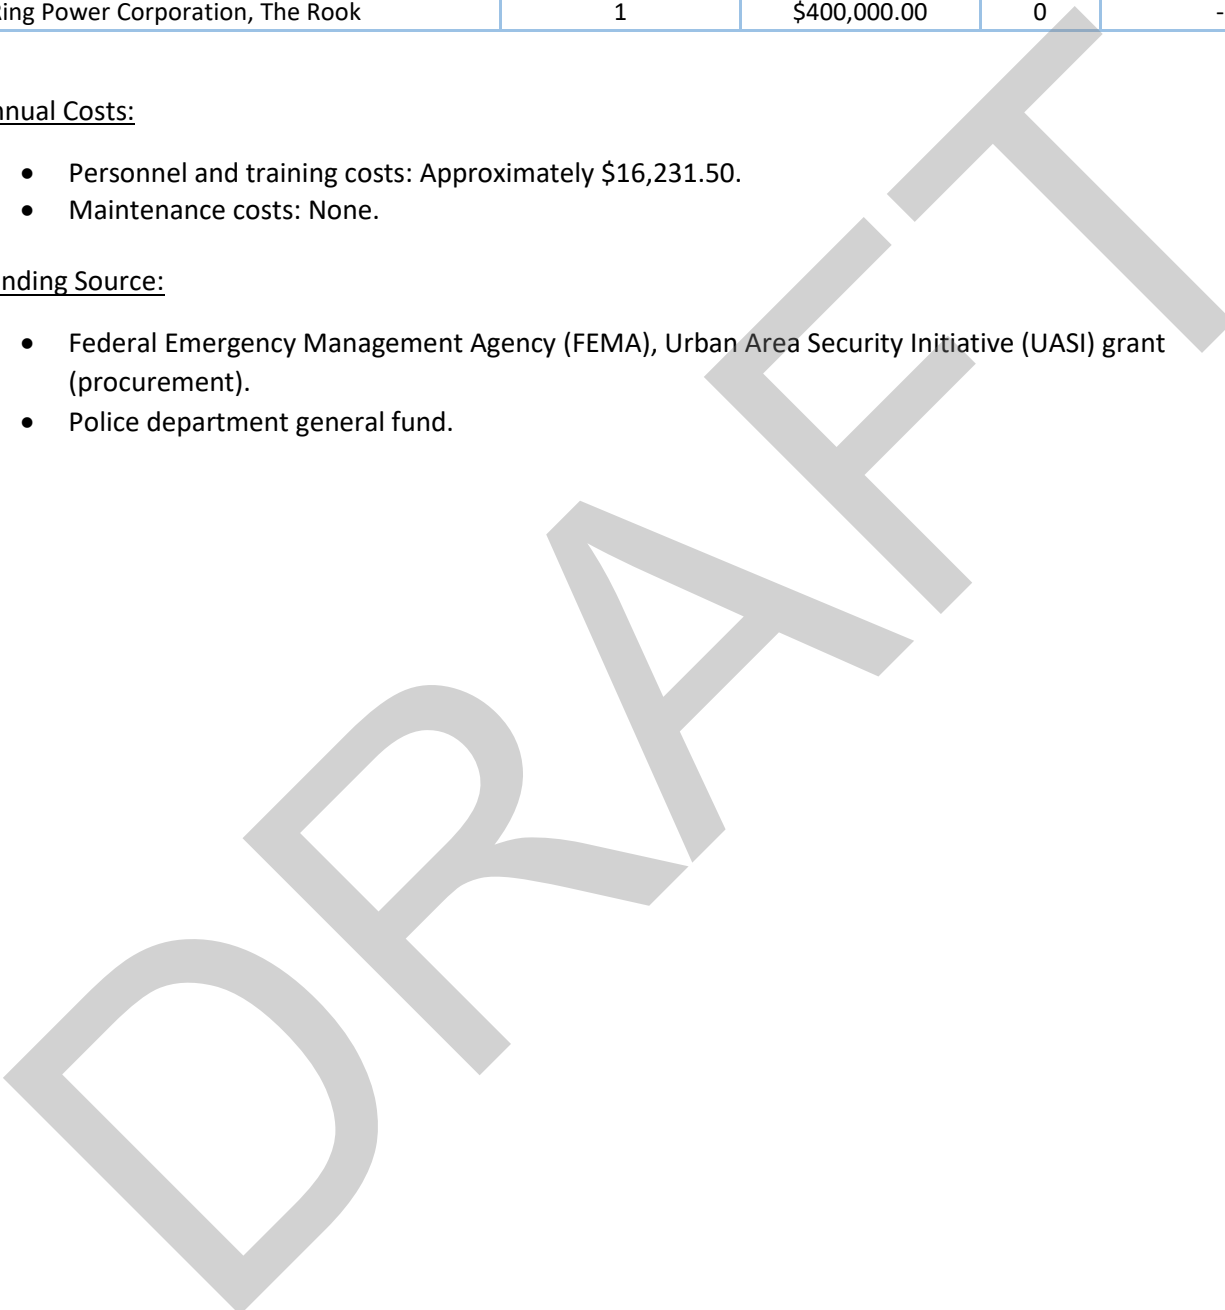 Ring Power Corporation, The Rook 1 $400,000.00 0 -
nnual Costs:
• Personnel and training costs: Approximately $16,231.50.
• Maintenance costs: None.
nding Source:
• Federal Emergency Management Agency (FEMA), Urban Area Security Initiative (UASI) grant
(procurement).
• Police department general fund.
DRAFT